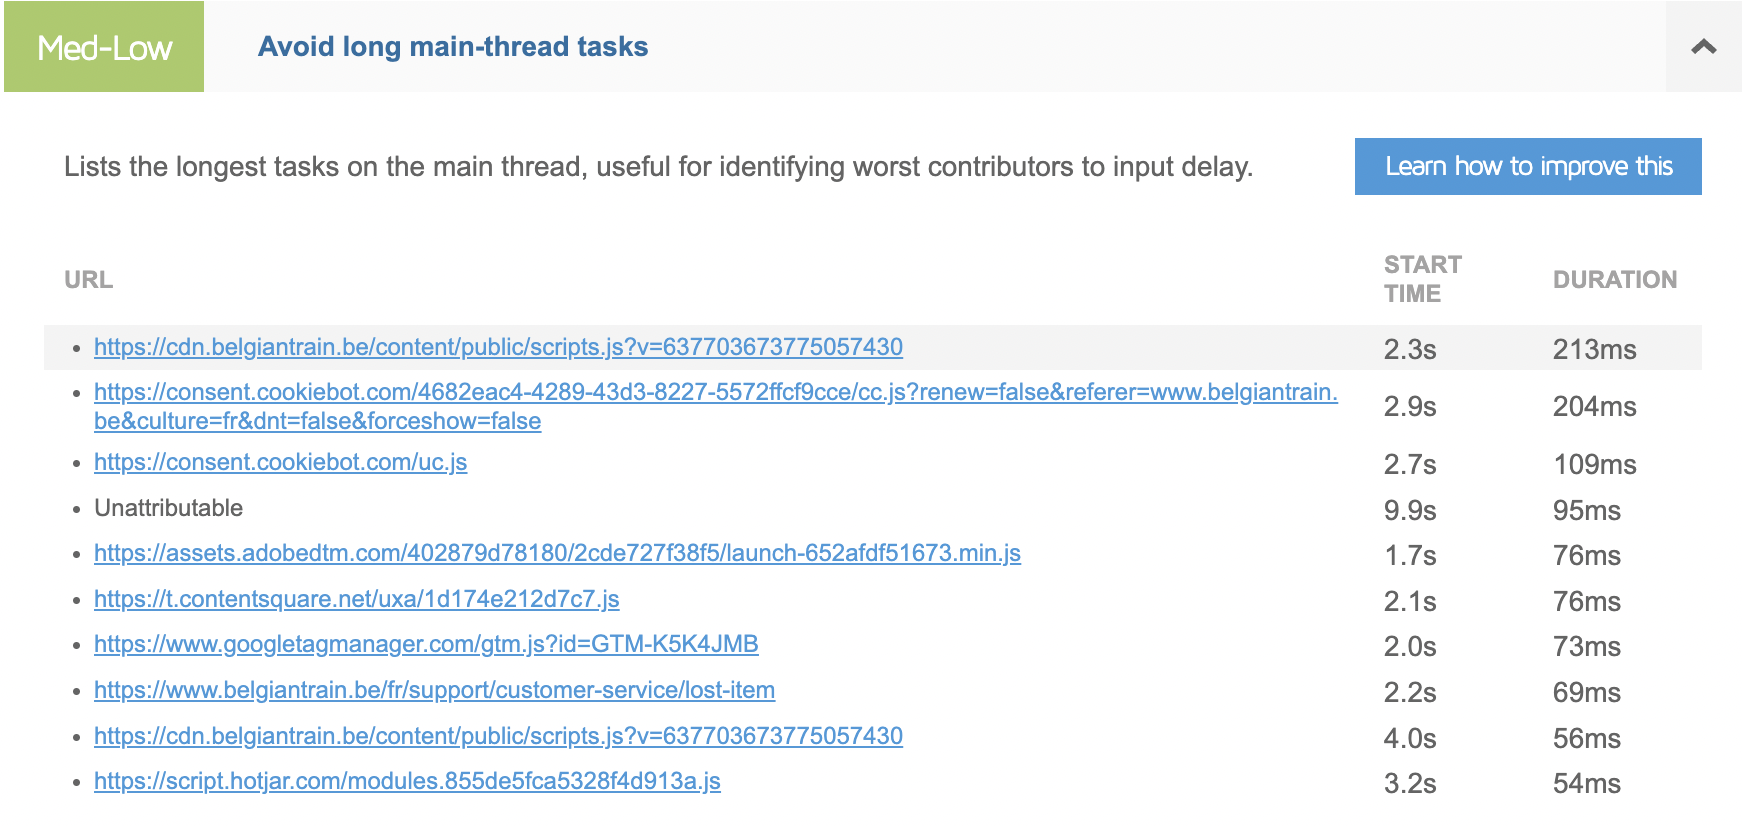 Med-Low
Avoid long main-thread tasks
Lists the longest tasks on the main thread, useful for identifying worst contributors to input delay.
Learn how to improve this
URL START TIME DURATION
• https://cdn.belgiantrain.be/content/public/scripts.js?v=637703673775057430 2.3s 213ms
• https://consent.cookiebot.com/4682eac4-4289-43d3-8227-5572ffcf9cce/cc.js?renew=false&referer=www.belgiantrain.
be&culture=fr&dnt=false&forceshow=false 2.9s 204ms
• https://consent.cookiebot.com/uc.js 2.7s 109ms
• Unattributable 9.9s 95ms
• https://assets.adobedtm.com/402879d78180/2cde727f38f5/launch-652afdf51673.min.js 1.7s 76ms
• https://t.contentsquare.net/uxa/1d174e212d7c7.js 2.1s 76ms
• https://www.googletagmanager.com/gtm.js?id=GTM-K5K4JMB 2.0s 73ms
• https://www.belgiantrain.be/fr/support/customer-service/lost-item 2.2s 69ms
• https://cdn.belgiantrain.be/content/public/scripts.js?v=637703673775057430 4.0s 56ms
• https://script.hotjar.com/modules.855de5fca5328f4d913a.js 3.2s 54ms